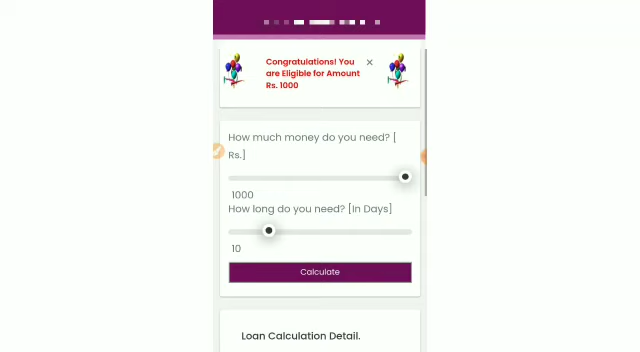 Congratulations! You
are Eligible for Amount
Rs. 1000
How much money do you need? [
Rs.]
1000
How long do you need? [In Days]
10
Calculate
Loan Calculation Detail.